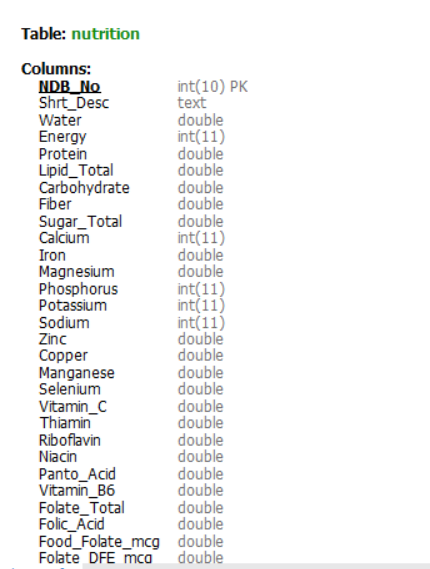 Table: nutrition
Columns:
NDB_No int(10) PK
Shrt_Desc text
Water double
Energy int(11)
Protein double
Lipid_Total double
Carbohydrate double
Fiber double
Sugar_Total double
Calcium int(11)
Iron double
Magnesium double
Phosphorus int(11)
Potassium int(11)
Sodium int(11)
Zinc double
Copper double
Manganese double
Selenium double
Vitamin_C double
Thiamin double
Riboflavin double
Niacin double
Panto_Acid double
Vitamin_B6 double
Folate_Total double
Folic_Acid double
Food_Folate_mcg double
Folate_DFE_mcg double